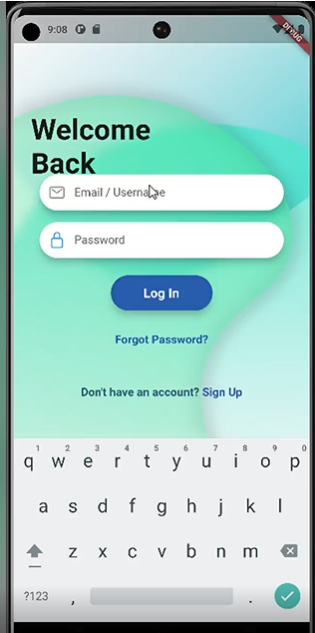 9:08
DEBUG
Welcome
Back
Email / Username
Password
Log In
Forgot Password?
Don't have an account? Sign Up
1 2 3 4 5 6 7 8 9 0
q w e r t y u i o p
a s d f g h j k l
z x c v b n m
?123 , .